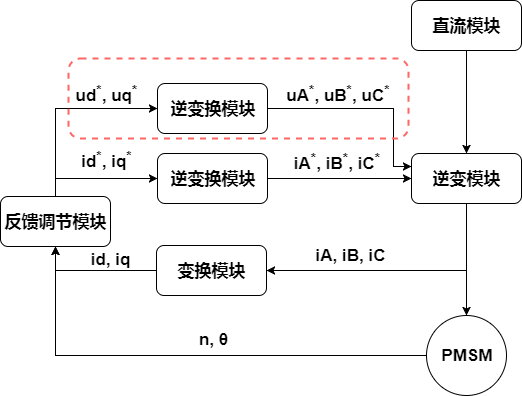 直流模块
ud*, uq*
逆变换模块
uA*, uB*, uC*
id*, iq*
逆变换模块
iA*, iB*, iC*
逆变模块
反馈调节模块
id, iq
变换模块
iA, iB, iC
n, θ
PMSM